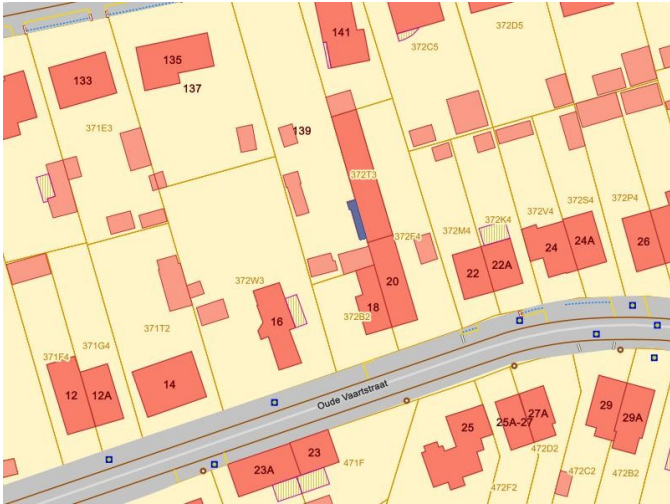 141
372C5
372D5
135
133
137
371E3
139
372T3
372P4
372S4
372V4
372K4
372M4
372F4
24A
26
24
22A
22
20
372W3
372B2
18
16
371T2
371G4
371F4
14
12A
12
Oude Vaartstraat
29
29A
27A
25A-27
25
23
23A
471F
472D2
472C2
472B2
472F2